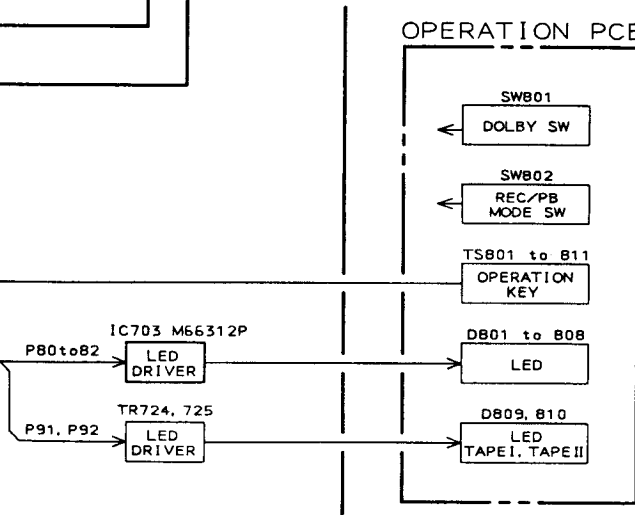 OPERATION PCB
SW801
DOLBY SW
SW802
REC/PB
MODE SW
TS801 to 811
OPERATION
KEY
IC703 M66312P
P80to82
LED
DRIVER
D801 to 808
LED
TR724, 725
P91, P92
LED
DRIVER
D809, 810
LED
TAPEI, TAPEII